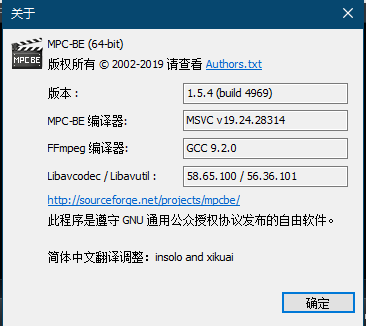 关于
MPC-BE (64-bit)
MPC BE
版权所有 © 2002-2019 请查看 Authors.txt
版本： 1.5.4 (build 4969)
MPC-BE 编译器: MSVC v19.24.28314
FFmpeg 编译器: GCC 9.2.0
Libavcodec / Libavutil : 58.65.100 / 56.36.101
http://sourceforge.net/projects/mpcbe/
此程序是遵守 GNU 通用公众授权协议发布的自由软件。
简体中文翻译调整：insolo and xikuai
确定